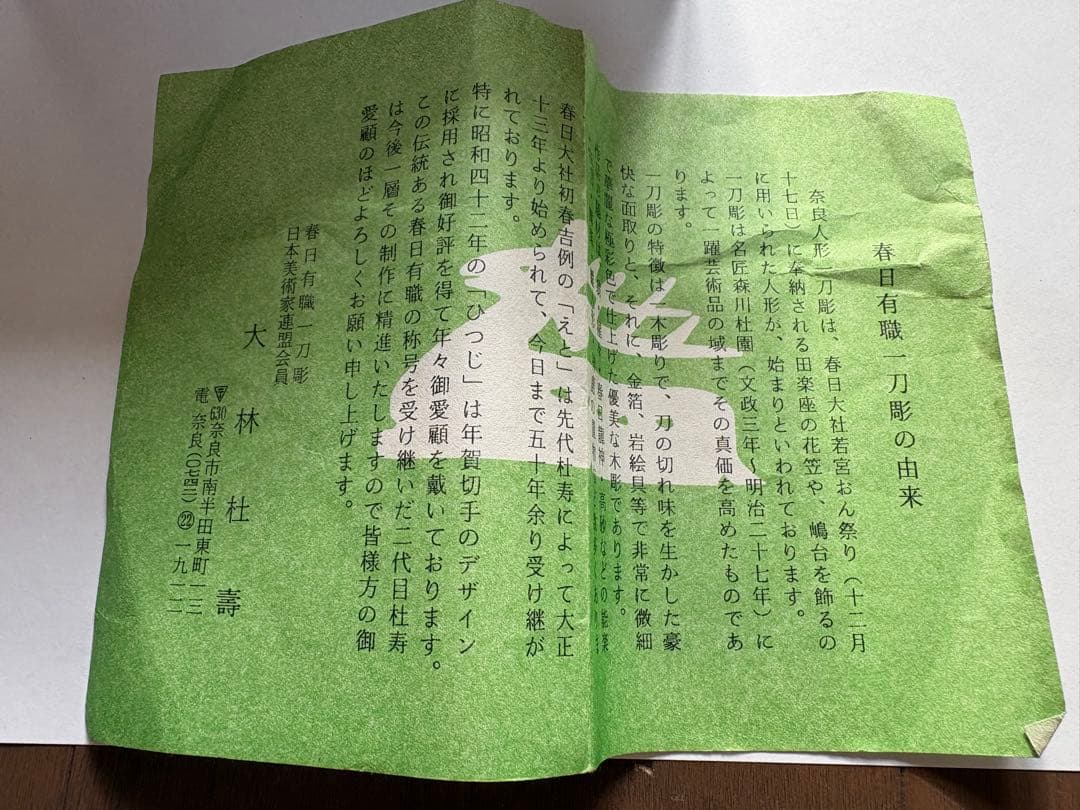 春日有職一刀彫の由来
奈良人形一刀彫は、春日大社若宮おん祭り（十二月
十七日）に奉納される田楽座の花笠や、嶋台を飾るの
に用いられた人形が、始まりといわれております。
一刀彫は名匠森川杜園（文政三年～明治二十七年）に
よって一躍芸術品の域までその真価を高めたものであ
ります。
一刀彫の特徴は一木彫りで、刀の切れ味を生かした豪
快な面取りと、それに、金箔、岩絵具等で非常に微細
で華麗な極彩色で仕上げた優美な木彫であります。
高砂などの能楽
春日大社初春吉例の「えと」は先代杜寿によって大正
十三年より始められて、今日まで五十年余り受け継が
れております。
特に昭和四十二年の「ひつじ」は年賀切手のデザイン
に採用され御好評を得て年々御愛顧を戴いております。
この伝統ある春日有職の称号を受け継いだ二代目杜寿
は今後一層その制作に精進いたしますので皆様方の御
愛顧のほどよろしくお願い申し上げます。
春日有職一刀彫
日本美術家連盟会員
大林杜壽
〒630奈良市南半田東町一三
電 奈良（〇七四二）㉒一九一二